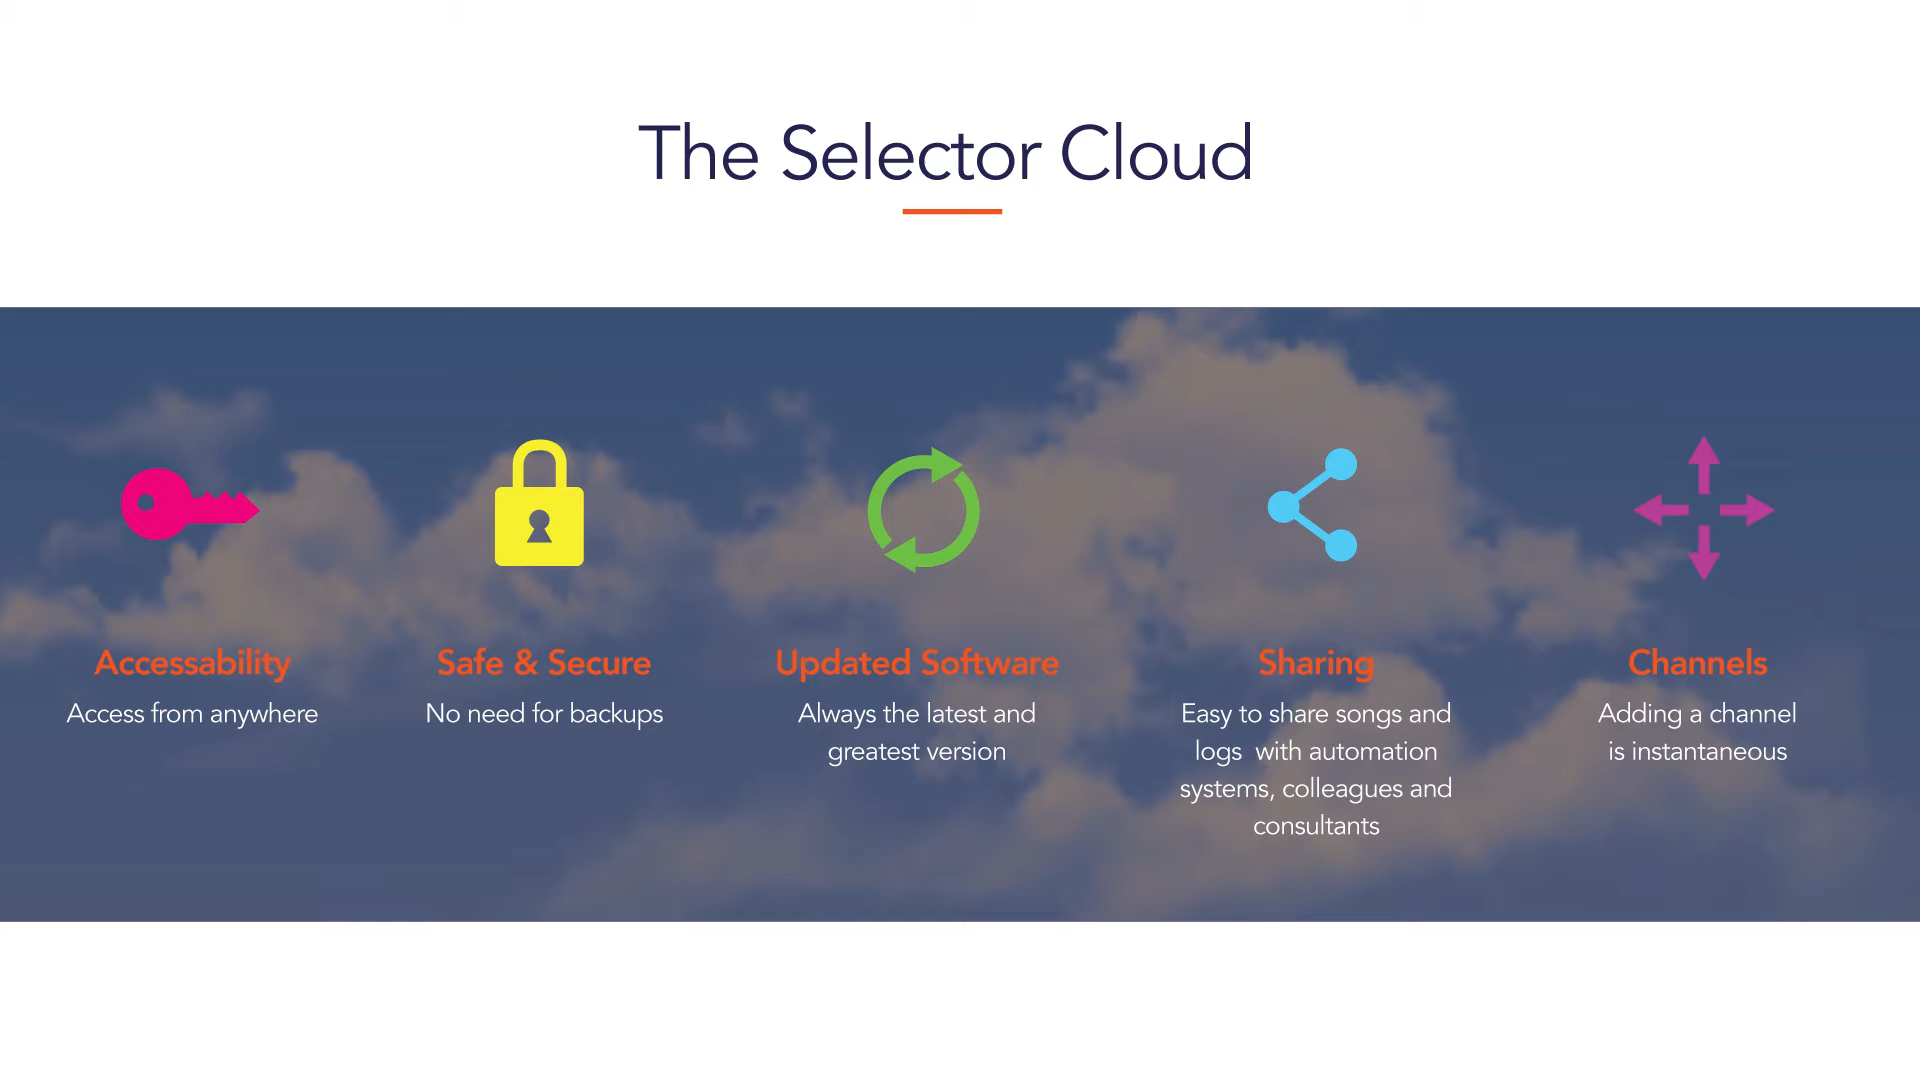 The Selector Cloud
Accessability
Access from anywhere
Safe & Secure
No need for backups
Updated Software
Always the latest and
greatest version
Sharing
Easy to share songs and
logs  with automation
systems, colleagues and
consultants
Channels
Adding a channel
is instantaneous